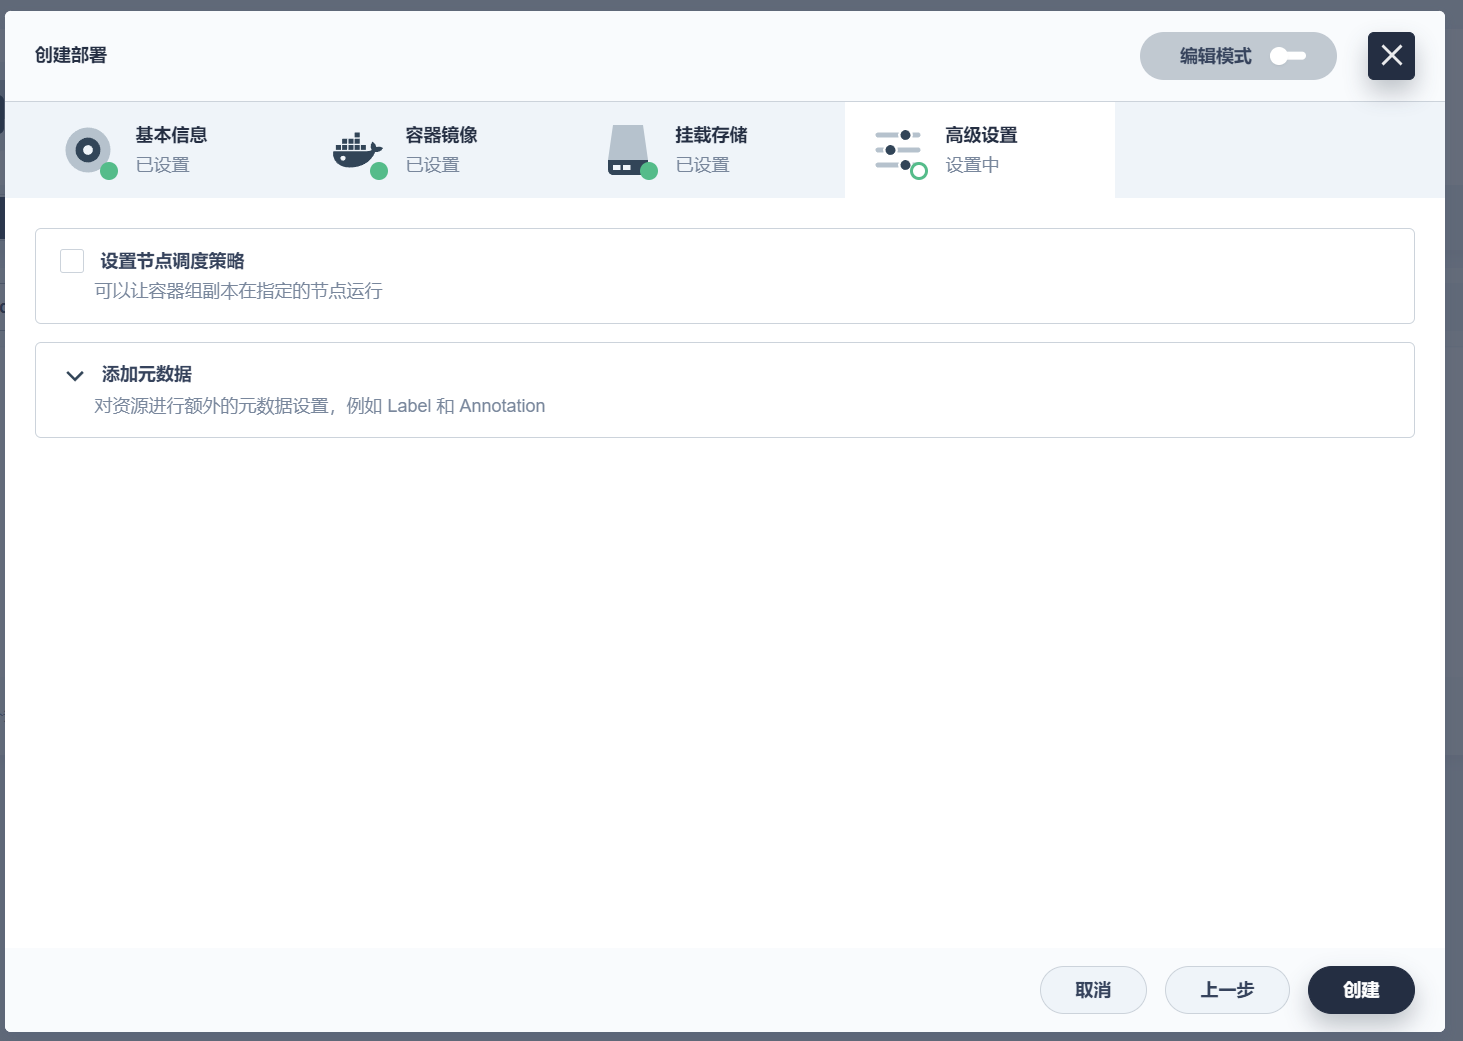 创建部署
编辑模式
基本信息
已设置
容器镜像
已设置
挂载存储
已设置
高级设置
设置中
设置节点调度策略
可以让容器组副本在指定的节点运行
添加元数据
对资源进行额外的元数据设置，例如 Label 和 Annotation
取消
上一步
创建